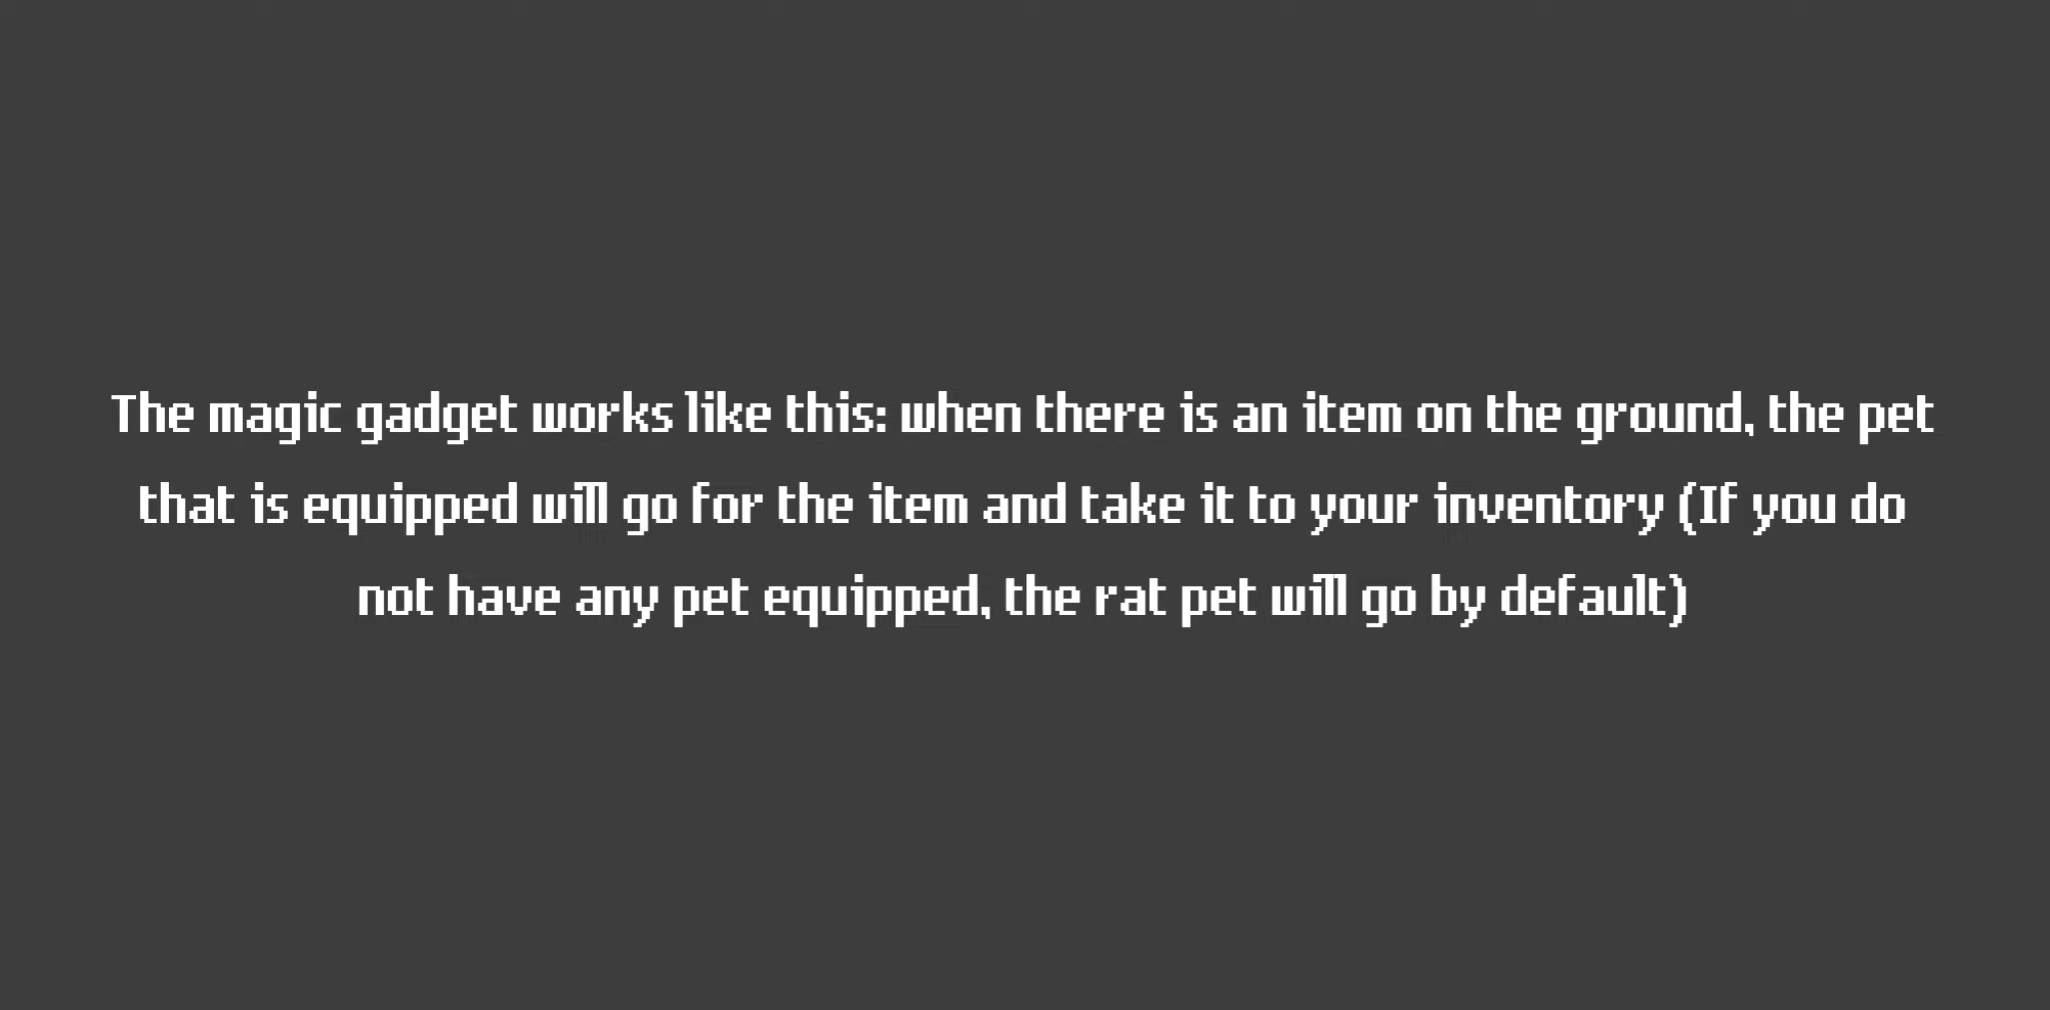 The magic gadget works like this: when there is an item on the ground, the pet
that is equipped will go for the item and take it to your inventory (If you do
not have any pet equipped, the rat pet will go by default)